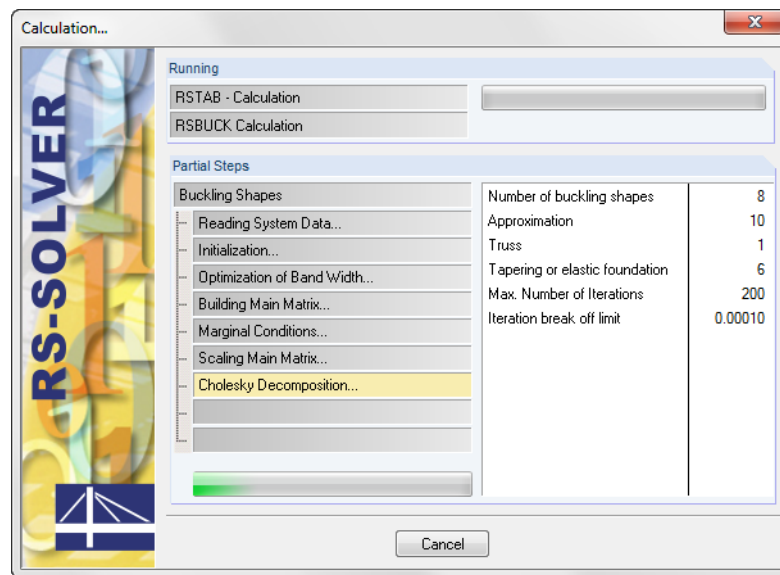 Calculation...
RS-SOLVER
Running
RSTAB - Calculation
RSBUCK Calculation
Partial Steps
Buckling Shapes
Reading System Data...
Initialization...
Optimization of Band Width...
Building Main Matrix...
Marginal Conditions...
Scaling Main Matrix...
Cholesky Decomposition...
Number of buckling shapes 8
Approximation 10
Truss 1
Tapering or elastic foundation 6
Max. Number of Iterations 200
Iteration break off limit 0.00010
Cancel